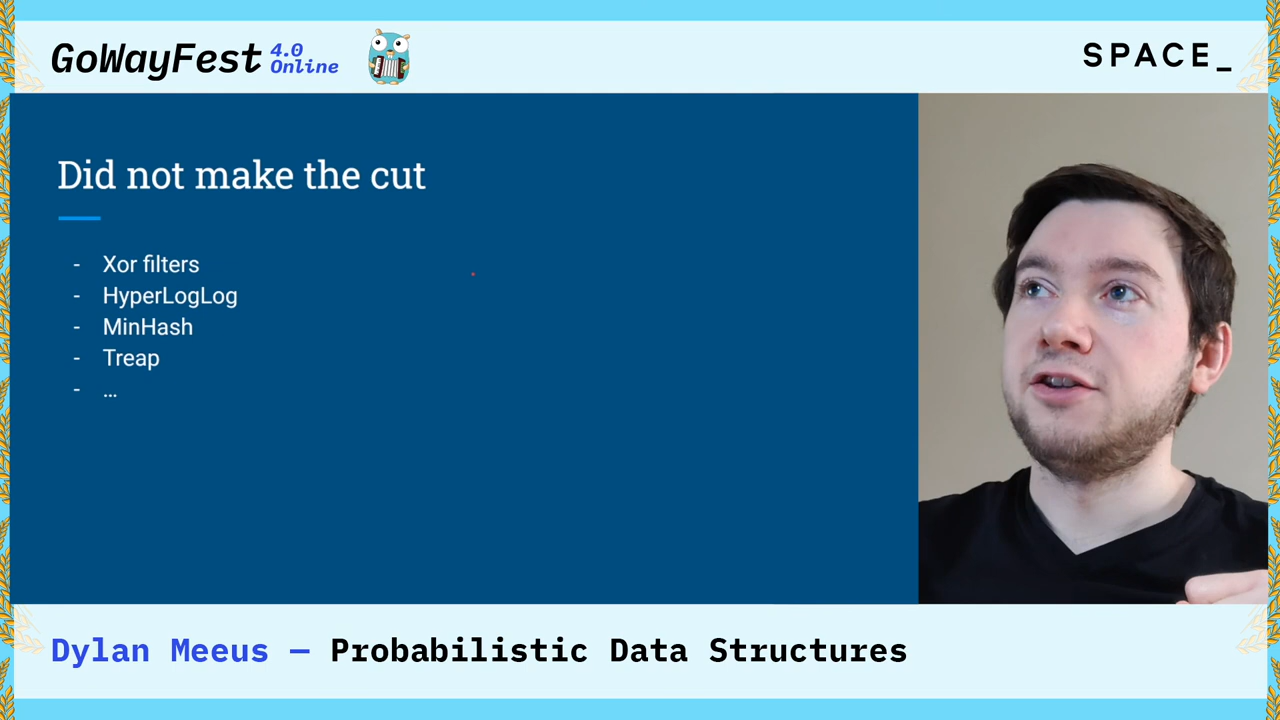 GoWayFest 4.0
Online
SPACE_
Did not make the cut
- Xor filters
- HyperLogLog
- MinHash
- Treap
- ...
Dylan Meeus — Probabilistic Data Structures